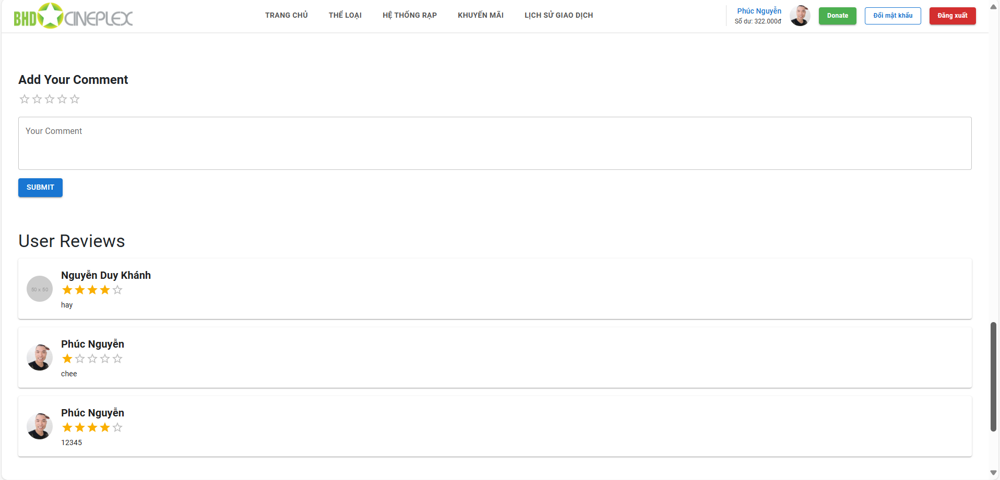 BHD CINEPLEX
TRANG CHỦ THỂ LOẠI HỆ THỐNG RẠP KHUYẾN MÃI LỊCH SỬ GIAO DỊCH
Phúc Nguyễn
Số dư: 322.000đ
Donate
Đổi mật khẩu
Đăng xuất
Add Your Comment
Your Comment
SUBMIT
User Reviews
Nguyễn Duy Khánh
50 x 50
hay
Phúc Nguyễn
chee
Phúc Nguyễn
12345